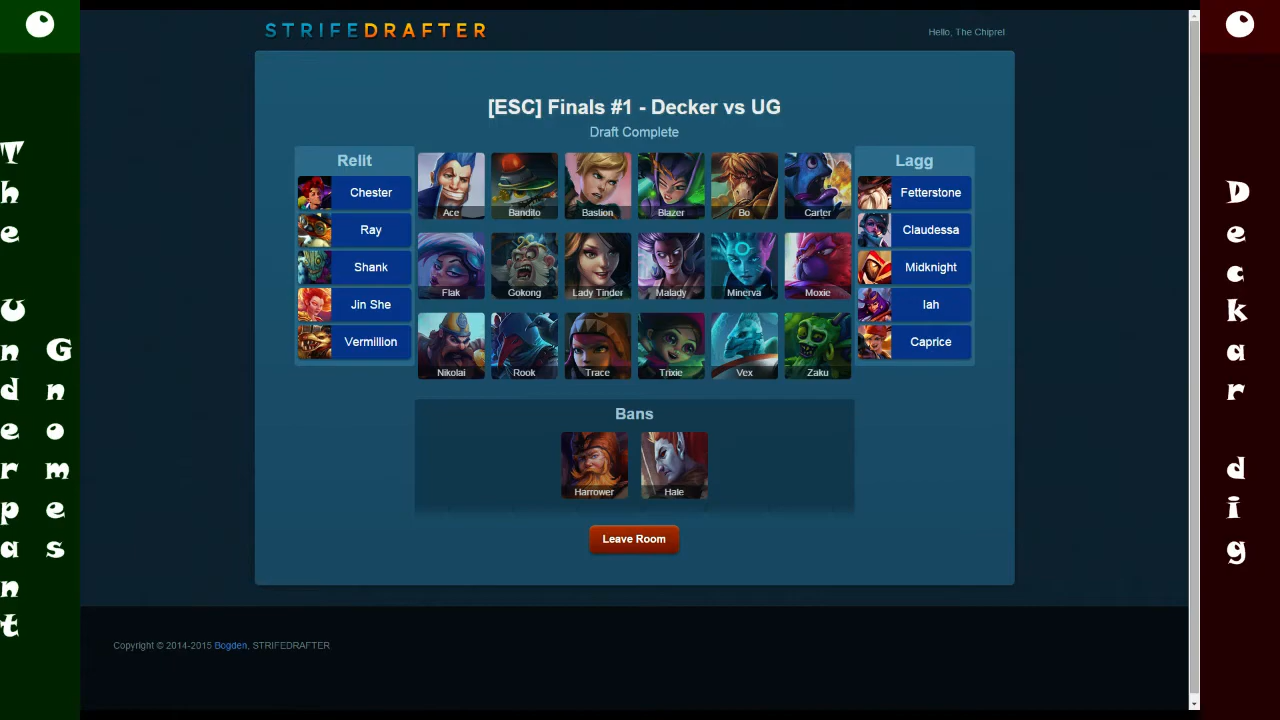 STRIFEDRAFTER
Hello, The Chiprel
[ESC] Finals #1 - Decker vs UG
Draft Complete
Relit
Chester
Ray
Shank
Jin She
Vermillion
Ace
Bandito
Bastion
Blazer
Bo
Carter
Flak
Gokong
Lady Tinder
Malady
Minerva
Moxie
Nikolai
Rook
Trace
Trixie
Vex
Zaku
Lagg
Fetterstone
Claudessa
Midknight
Iah
Caprice
Bans
Harrower
Hale
Leave Room
Copyright © 2014-2015 Bogden, STRIFEDRAFTER
The Underpant
Gnomes
Deckar dig